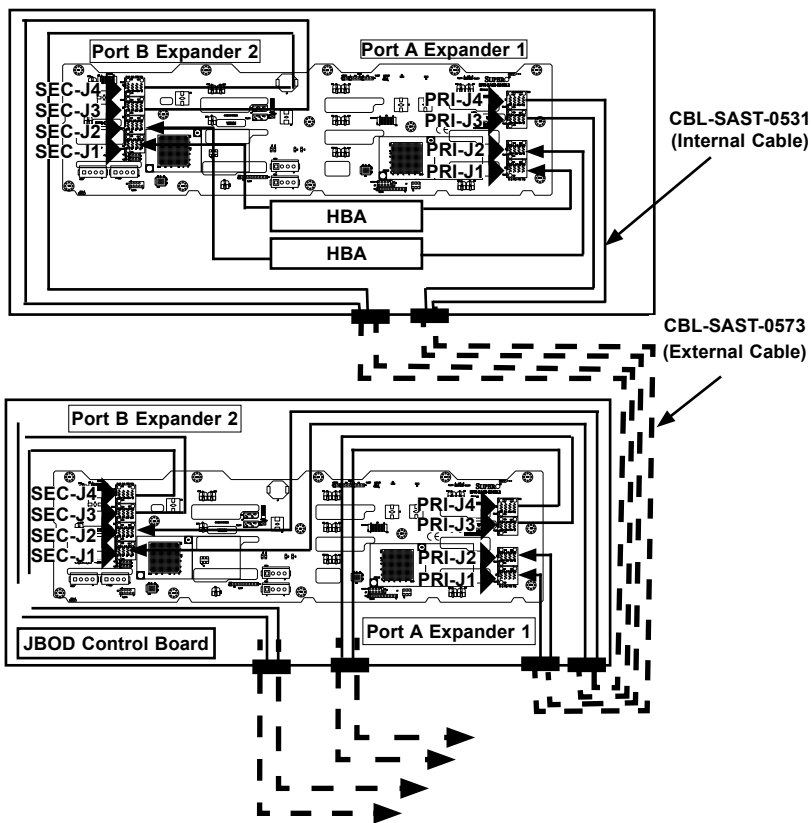 Port B Expander 2
Port A Expander 1
SEC-J4
SEC-J3
SEC-J2
SEC-J1
PRI-J4
PRI-J3
PRI-J2
PRI-J1
CBL-SAST-0531
(Internal Cable)
HBA
HBA
CBL-SAST-0573
(External Cable)
Port B Expander 2
SEC-J4
SEC-J3
SEC-J2
SEC-J1
PRI-J4
PRI-J3
PRI-J2
PRI-J1
Port A Expander 1
JBOD Control Board